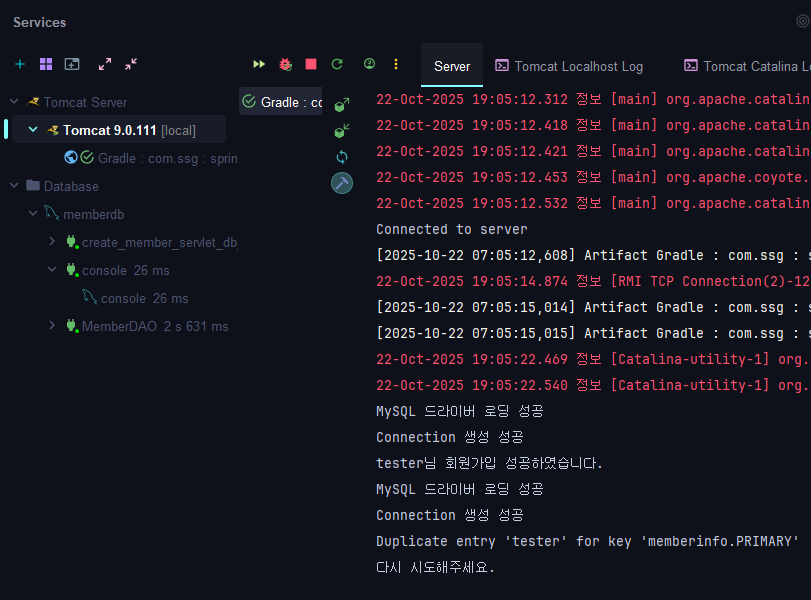 Services
Server
Tomcat Localhost Log
Tomcat Catalina
Tomcat Server
Tomcat 9.0.111 [local]
Gradle : com.ssg : sprin
Database
memberdb
create_member_servlet_db
console 26 ms
console 26 ms
MemberDAO 2 s 631 ms
Gradle : co
22-Oct-2025 19:05:12.312 정보 [main] org.apache.catalin
22-Oct-2025 19:05:12.418 정보 [main] org.apache.catalin
22-Oct-2025 19:05:12.421 정보 [main] org.apache.catalin
22-Oct-2025 19:05:12.453 정보 [main] org.apache.coyote.
22-Oct-2025 19:05:12.532 정보 [main] org.apache.catalin
Connected to server
[2025-10-22 07:05:12,608] Artifact Gradle : com.ssg :
22-Oct-2025 19:05:14.874 정보 [RMI TCP Connection(2)-12
[2025-10-22 07:05:15,014] Artifact Gradle : com.ssg :
[2025-10-22 07:05:15,015] Artifact Gradle : com.ssg :
22-Oct-2025 19:05:22.469 정보 [Catalina-utility-1] org.
22-Oct-2025 19:05:22.540 정보 [Catalina-utility-1] org.
MySQL 드라이버 로딩 성공
Connection 생성 성공
tester님 회원가입 성공하였습니다.
MySQL 드라이버 로딩 성공
Connection 생성 성공
Duplicate entry 'tester' for key 'memberinfo.PRIMARY'
다시 시도해주세요.